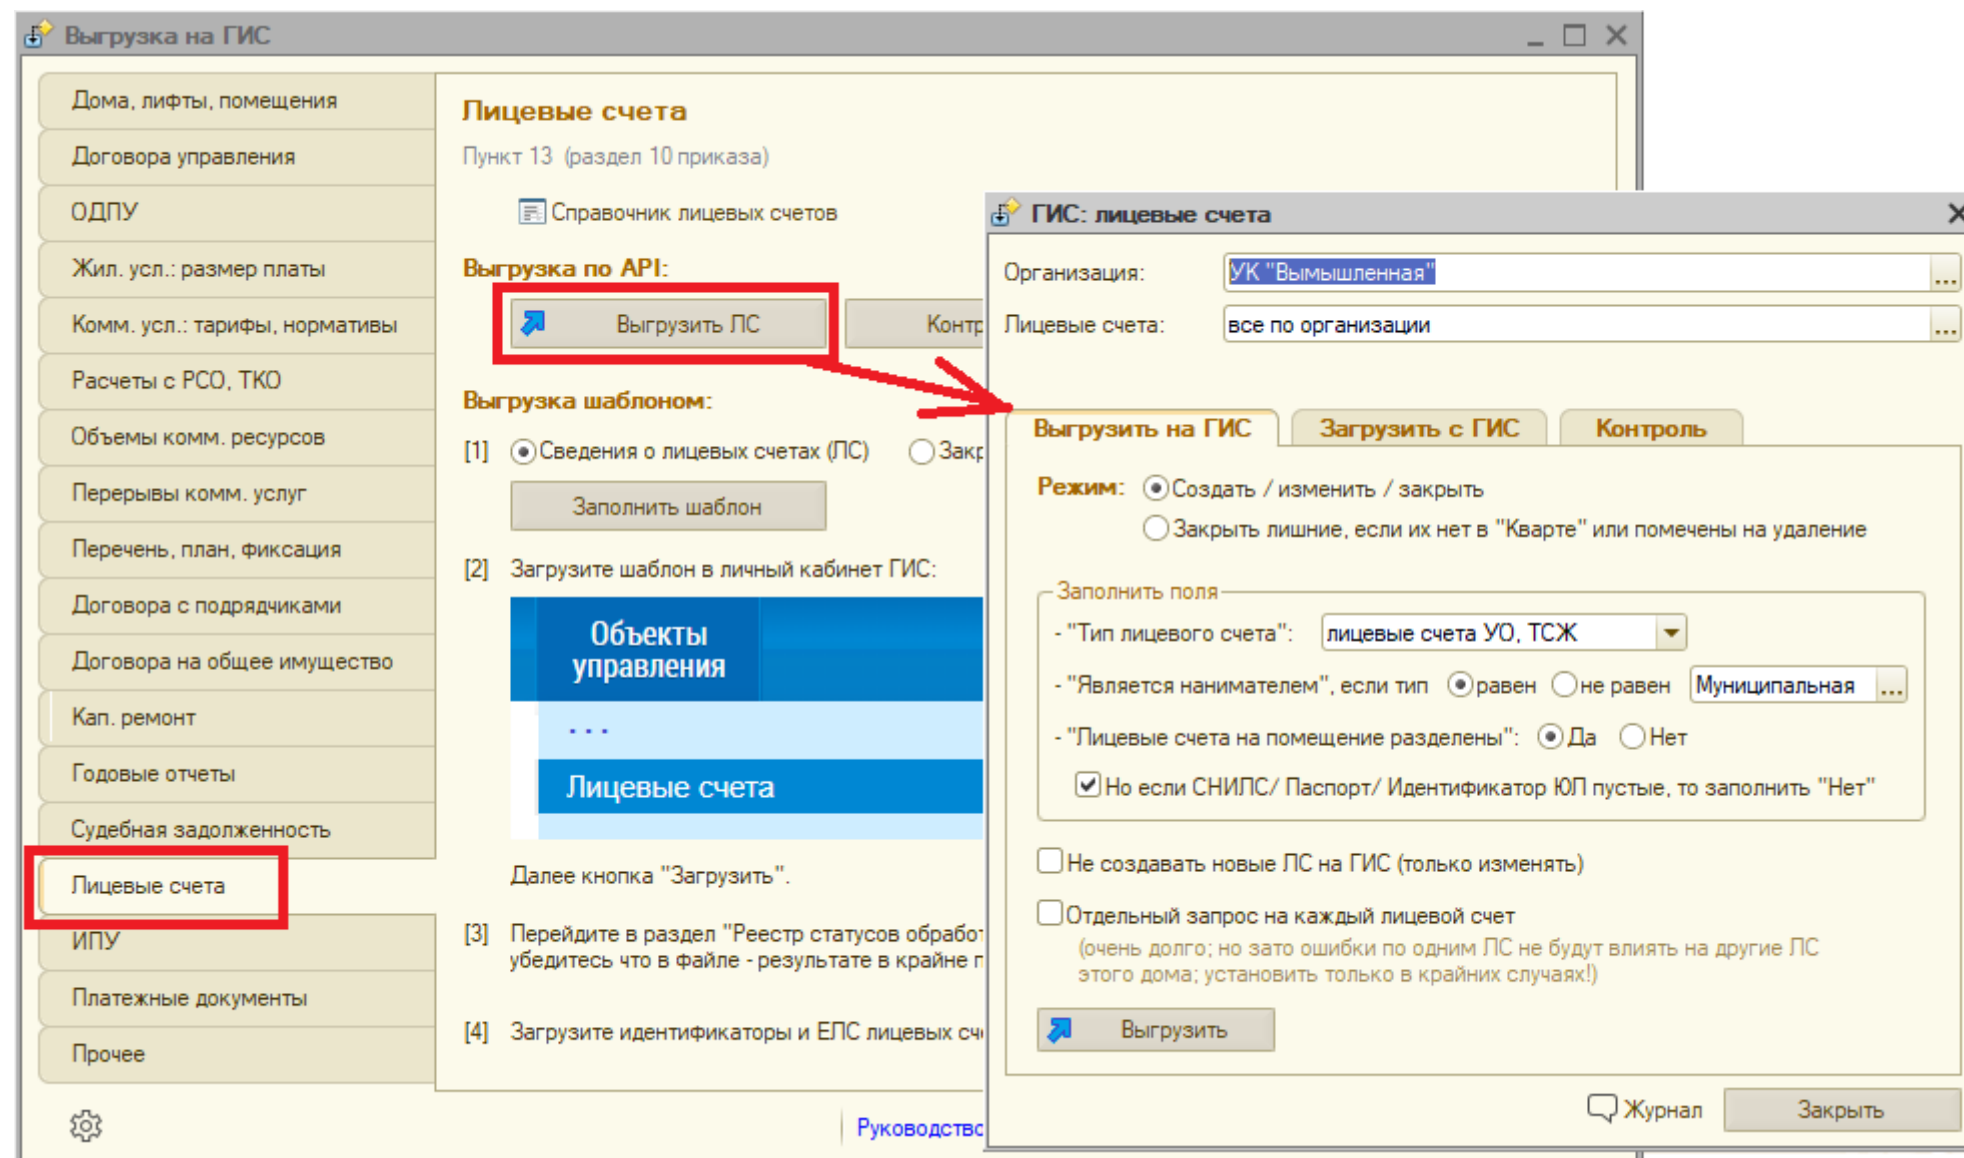 Выгрузка на ГИС
Дома, лифты, помещения
Договора управления
ОДПУ
Жил. усл.: размер платы
Комм. усл.: тарифы, нормативы
Расчеты с РСО, ТКО
Объемы комм. ресурсов
Перерывы комм. услуг
Перечень, план, фиксация
Договора с подрядчиками
Договора на общее имущество
Кап. ремонт
Годовые отчеты
Судебная задолженность
Лицевые счета
ИПУ
Платежные документы
Прочее
Лицевые счета
Пункт 13 (раздел 10 приказа)
Справочник лицевых счетов
Выгрузка по API:
Выгрузить ЛС
Контр
Выгрузка шаблоном:
[1] Сведения о лицевых счетах (ЛС) Закр
Заполнить шаблон
[2] Загрузите шаблон в личный кабинет ГИС:
Объекты
управления
...
Лицевые счета
Далее кнопка "Загрузить".
[3] Перейдите в раздел "Реестр статусов обработ
убедитесь что в файле - результате в крайне п
[4] Загрузите идентификаторы и ЕЛС лицевых сч
Руководство
ГИС: лицевые счета
Организация: УК "Вымышленная" ...
Лицевые счета: все по организации ...
Выгрузить на ГИС Загрузить с ГИС Контроль
Режим: Создать / изменить / закрыть
Закрыть лишние, если их нет в "Кварте" или помечены на удаление
Заполнить поля
- "Тип лицевого счета": лицевые счета УО, ТСЖ
- "Является нанимателем", если тип равен не равен Муниципальная ...
- "Лицевые счета на помещение разделены": Да Нет
Но если СНИЛС/ Паспорт/ Идентификатор ЮЛ пустые, то заполнить "Нет"
Не создавать новые ЛС на ГИС (только изменять)
Отдельный запрос на каждый лицевой счет
(очень долго; но зато ошибки по одним ЛС не будут влиять на другие ЛС
этого дома; установить только в крайних случаях!)
Выгрузить
Журнал
Закрыть